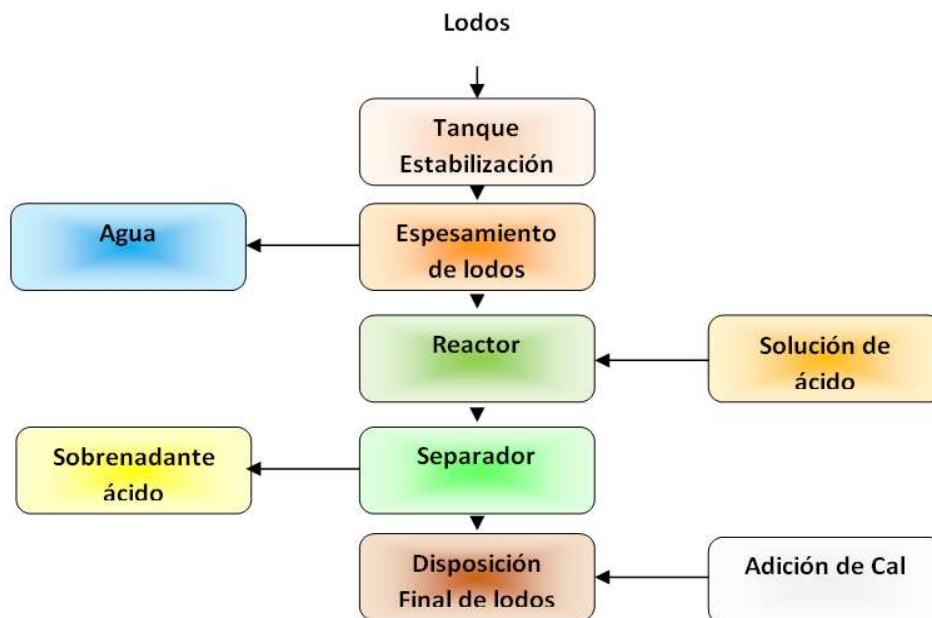 Lodos
Tanque
Estabilización
Agua
Espesamiento
de lodos
Reactor
Solución de
ácido
Sobrenadante
ácido
Separador
Disposición
Final de lodos
Adición de Cal